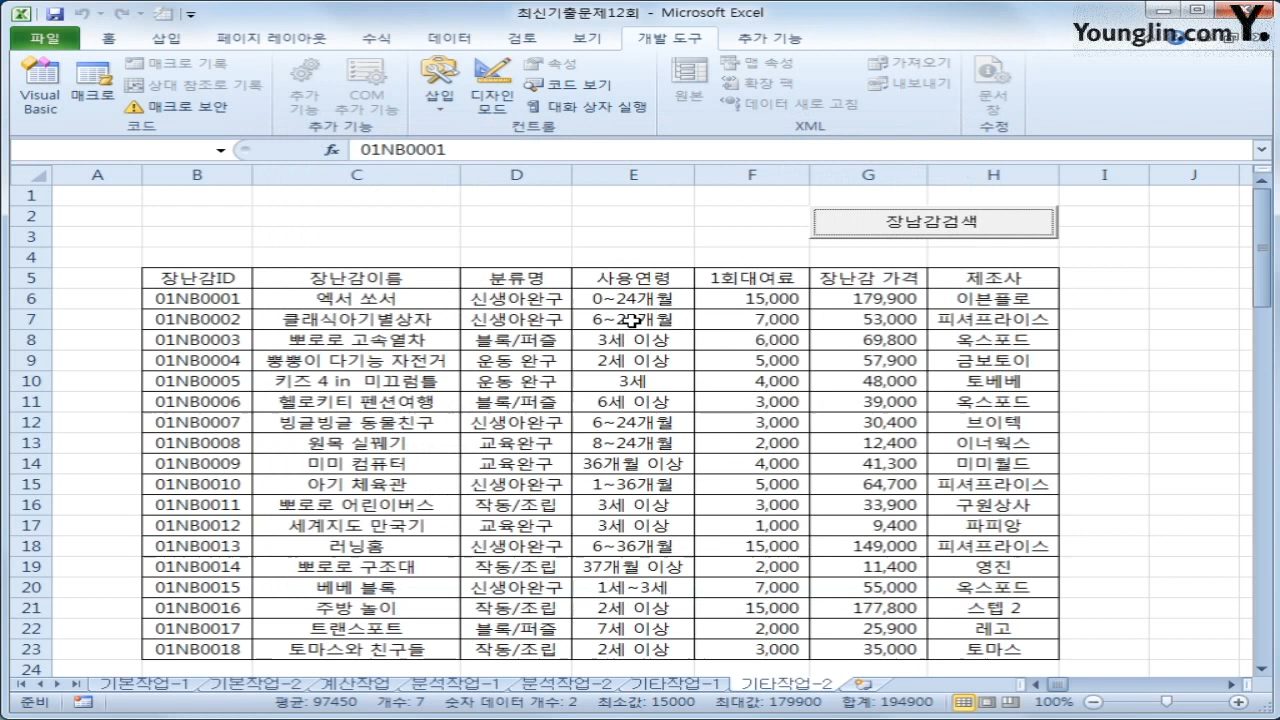 최신기출문제12회 - Microsoft Excel
YoungJin.com Y.
파일 홈 삽입 페이지 레이아웃 수식 데이터 검토 보기 개발 도구 추가 기능
Visual Basic 매크로 매크로 기록 상대 참조로 기록 매크로 보안 코드
추가 기능 COM 추가 기능 추가 기능
삽입 디자인 모드 속성 코드 보기 대화 상자 실행 컨트롤
원본 맵 속성 확장 팩 데이터 새로 고침 가져오기 내보내기 XML
문서 창 수정
fx 01NB0001
A B C D E F G H I J
1
2 장남감검색
3
4
5 장난감ID 장난감이름 분류명 사용연령 1회대여료 장난감 가격 제조사
6 01NB0001 엑서 쏘서 신생아완구 0~24개월 15,000 179,900 이븐플로
7 01NB0002 클래식아기별상자 신생아완구 6~2 개월 7,000 53,000 피셔프라이스
8 01NB0003 뽀로로 고속열차 블록/퍼즐 3세 이상 6,000 69,800 옥스포드
9 01NB0004 뿡뿡이 다기능 자전거 운동 완구 2세 이상 5,000 57,900 금보토이
10 01NB0005 키즈 4 in 미끄럼틀 운동 완구 3세 4,000 48,000 토베베
11 01NB0006 헬로키티 펜션여행 블록/퍼즐 6세 이상 3,000 39,000 옥스포드
12 01NB0007 빙글빙글 동물친구 신생아완구 6~24개월 3,000 30,400 브이텍
13 01NB0008 원목 실꿰기 교육완구 8~24개월 2,000 12,400 이너웍스
14 01NB0009 미미 컴퓨터 교육완구 36개월 이상 4,000 41,300 미미월드
15 01NB0010 아기 체육관 신생아완구 1~36개월 5,000 64,700 피셔프라이스
16 01NB0011 뽀로로 어린이버스 작동/조립 3세 이상 3,000 33,900 구원상사
17 01NB0012 세계지도 만국기 교육완구 3세 이상 1,000 9,400 파피앙
18 01NB0013 러닝홈 신생아완구 6~36개월 15,000 149,000 피셔프라이스
19 01NB0014 뽀로로 구조대 작동/조립 37개월 이상 2,000 11,400 영진
20 01NB0015 베베 블록 신생아완구 1세~3세 7,000 55,000 옥스포드
21 01NB0016 주방 놀이 작동/조립 2세 이상 15,000 177,800 스텝 2
22 01NB0017 트랜스포트 블록/퍼즐 7세 이상 2,000 25,900 레고
23 01NB0018 토마스와 친구들 작동/조립 2세 이상 3,000 35,000 토마스
24
기본작업-1 기본작업-2 계산작업 분석작업-1 분석작업-2 기타작업-1 기타작업-2
준비 평균: 97450 개수: 7 숫자 데이터 개수: 2 최소값: 15000 최대값: 179900 합계: 194900 100%